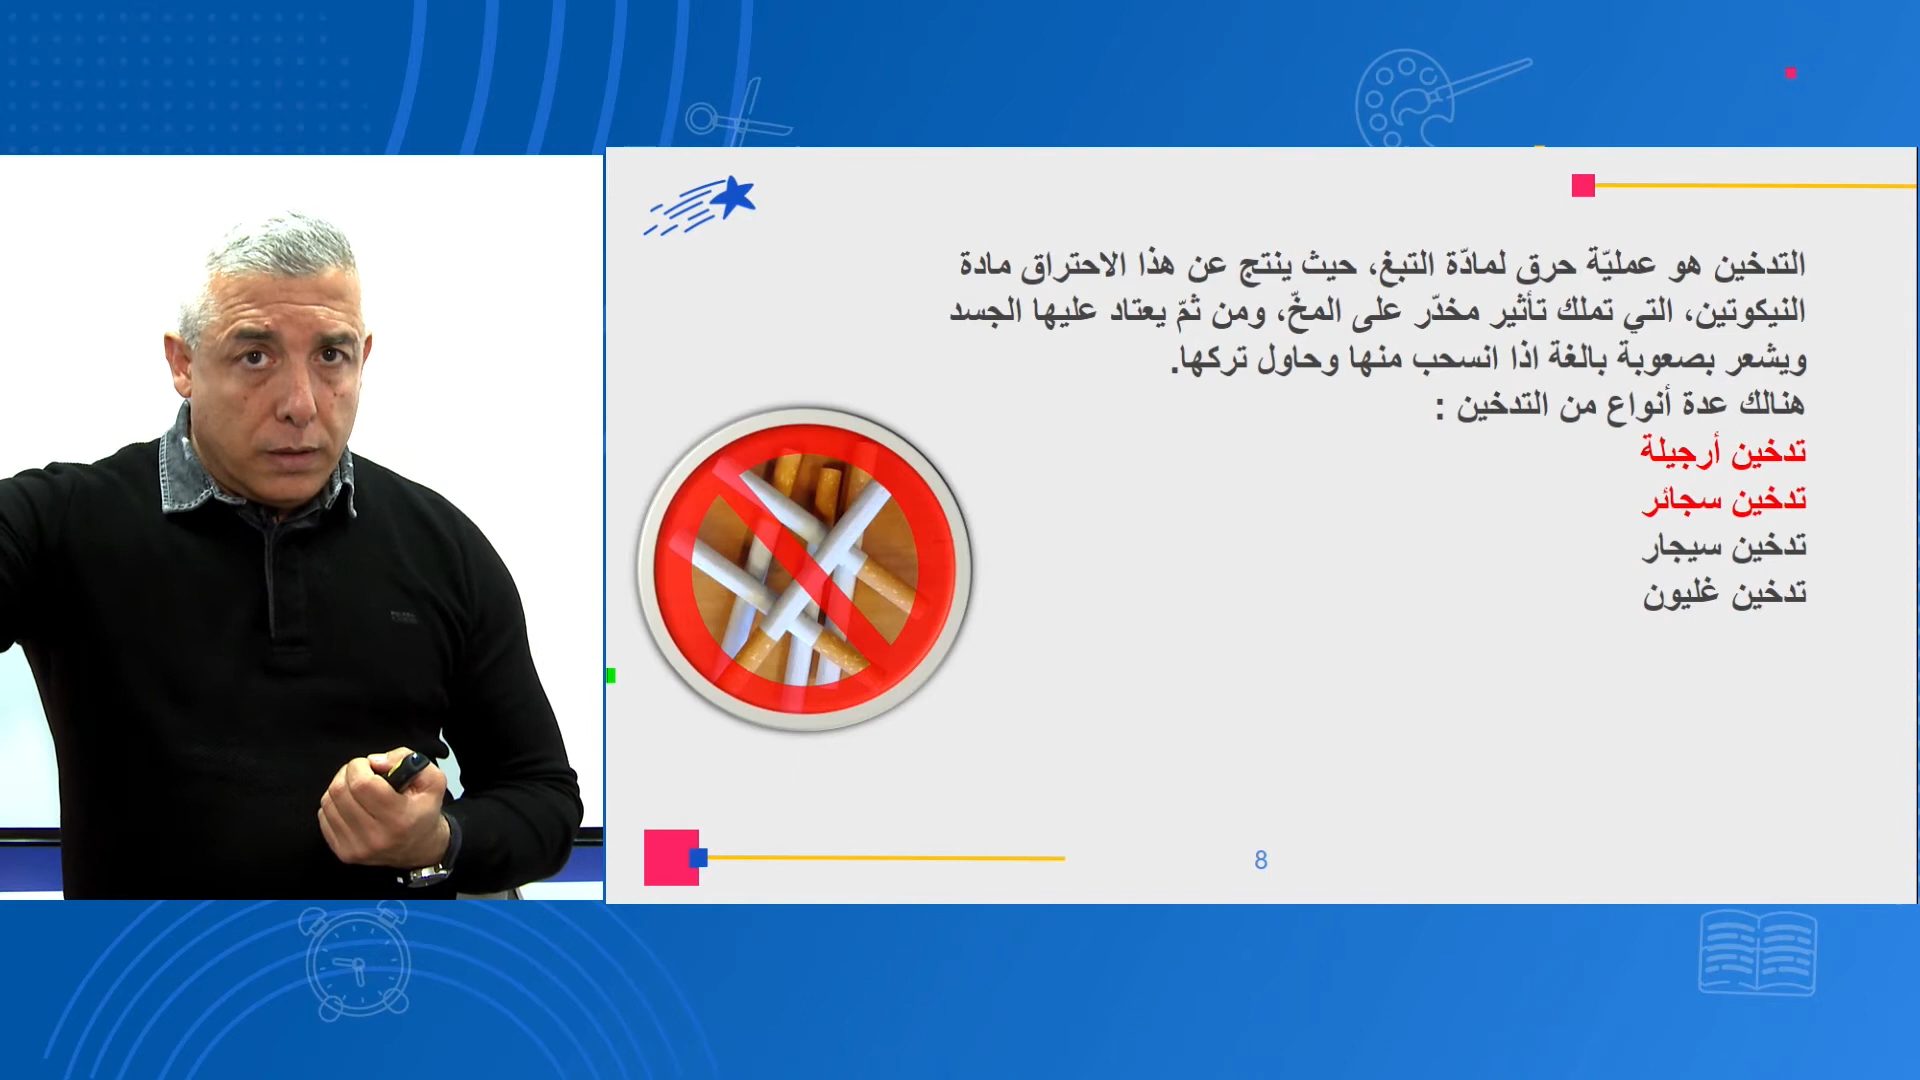 التدخين هو عمليّة حرق لمادّة التبغ، حيث ينتج عن هذا الاحتراق مادة
النيكوتين، التي تملك تأثير مخدّر على المخّ، ومن ثمّ يعتاد عليها الجسد
ويشعر بصعوبة بالغة اذا انسحب منها وحاول تركها.
هنالك عدة أنواع من التدخين :
تدخين أرجيلة
تدخين سجائر
تدخين سيجار
تدخين غليون
8